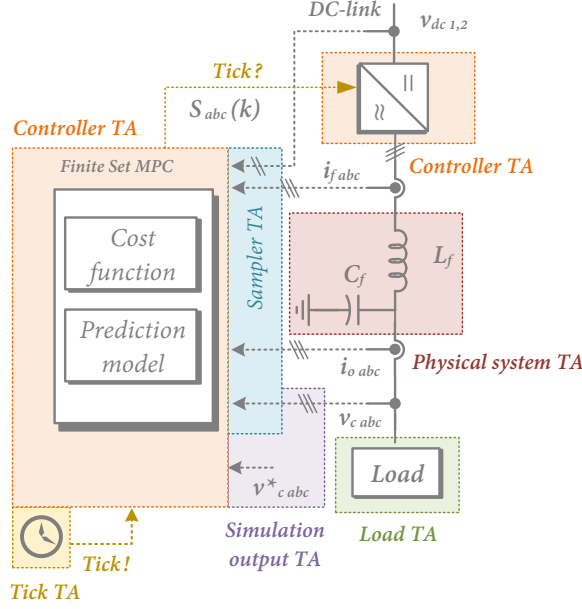 DC-link
v dc 1,2
Tick?
S abc (k)
Controller TA
Finite Set MPC
Controller TA
i f abc
Cost
function
Sampler TA
C f
L f
Prediction
model
i o abc
Physical system TA
v c abc
Load
v* c abc
Simulation
output TA
Load TA
Tick!
Tick TA